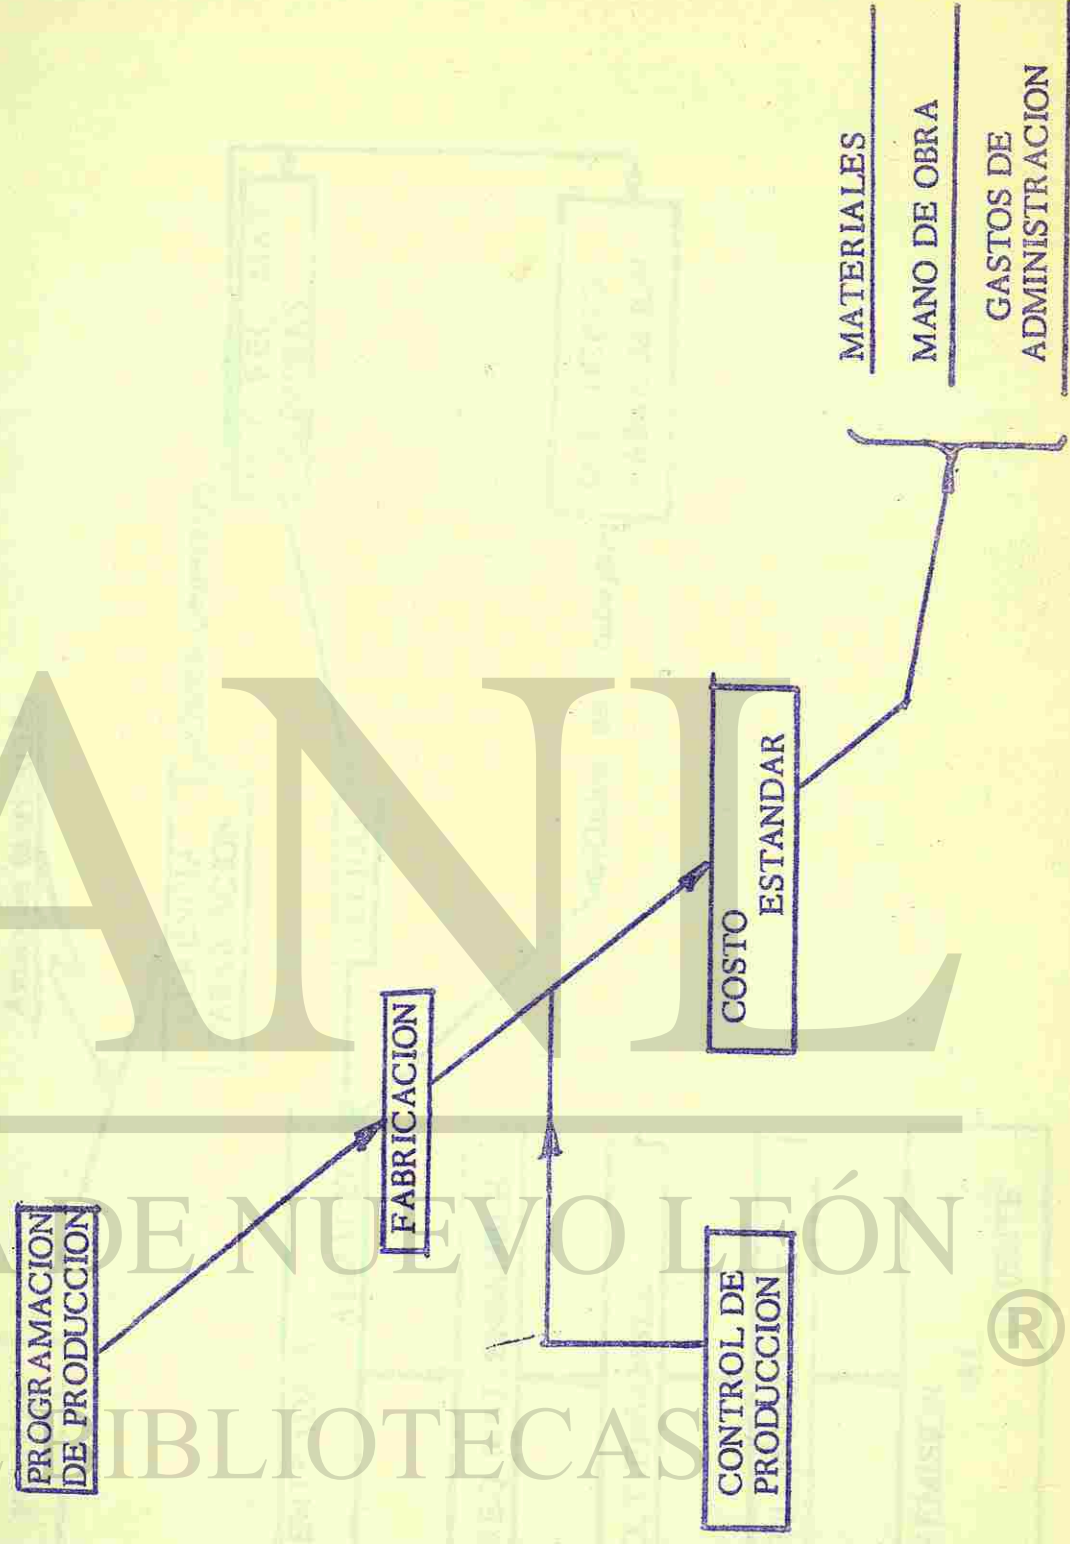 PROGRAMACION
DE PRODUCCION
FABRICACION
CONTROL DE
PRODUCCION
COSTO
ESTANDAR
MATERIALES
MANO DE OBRA
GASTOS DE
ADMINISTRACION
ANL
DE NUEVO LEÓN
BIBLIOTECAS
®